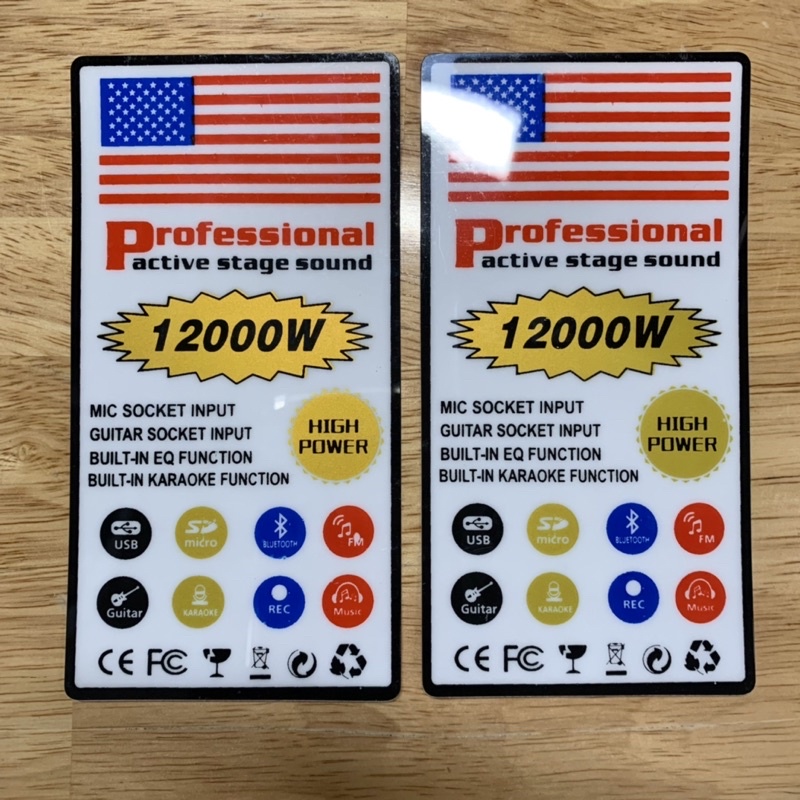 Professional
active stage sound
12000W
MIC SOCKET INPUT
GUITAR SOCKET INPUT
BUILT-IN EQ FUNCTION
BUILT-IN KARAOKE FUNCTION
HIGH
POWER
USB
SD
micro
BLUETOOTH
FM
Guitar
KARAOKE
REC
Music
CE FC
Professional
active stage sound
12000W
MIC SOCKET INPUT
GUITAR SOCKET INPUT
BUILT-IN EQ FUNCTION
BUILT-IN KARAOKE FUNCTION
HIGH
POWER
USB
SD
micro
BLUETOOTH
FM
Guitar
KARAOKE
REC
Music
CE FC